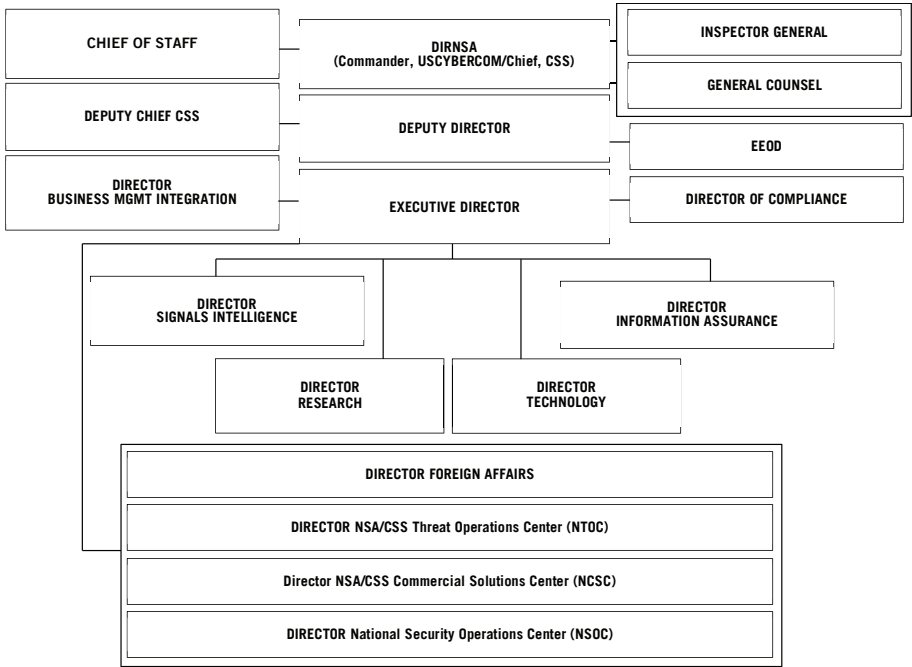 CHIEF OF STAFF
DIRNSA
(Commander, USCYBERCOM/Chief, CSS)
INSPECTOR GENERAL
GENERAL COUNSEL
DEPUTY CHIEF CSS
DEPUTY DIRECTOR
EEOD
DIRECTOR
BUSINESS MGMT INTEGRATION
EXECUTIVE DIRECTOR
DIRECTOR OF COMPLIANCE
DIRECTOR
SIGNALS INTELLIGENCE
DIRECTOR
INFORMATION ASSURANCE
DIRECTOR
RESEARCH
DIRECTOR
TECHNOLOGY
DIRECTOR FOREIGN AFFAIRS
DIRECTOR NSA/CSS Threat Operations Center (NTOC)
Director NSA/CSS Commercial Solutions Center (NCSC)
DIRECTOR National Security Operations Center (NSOC)